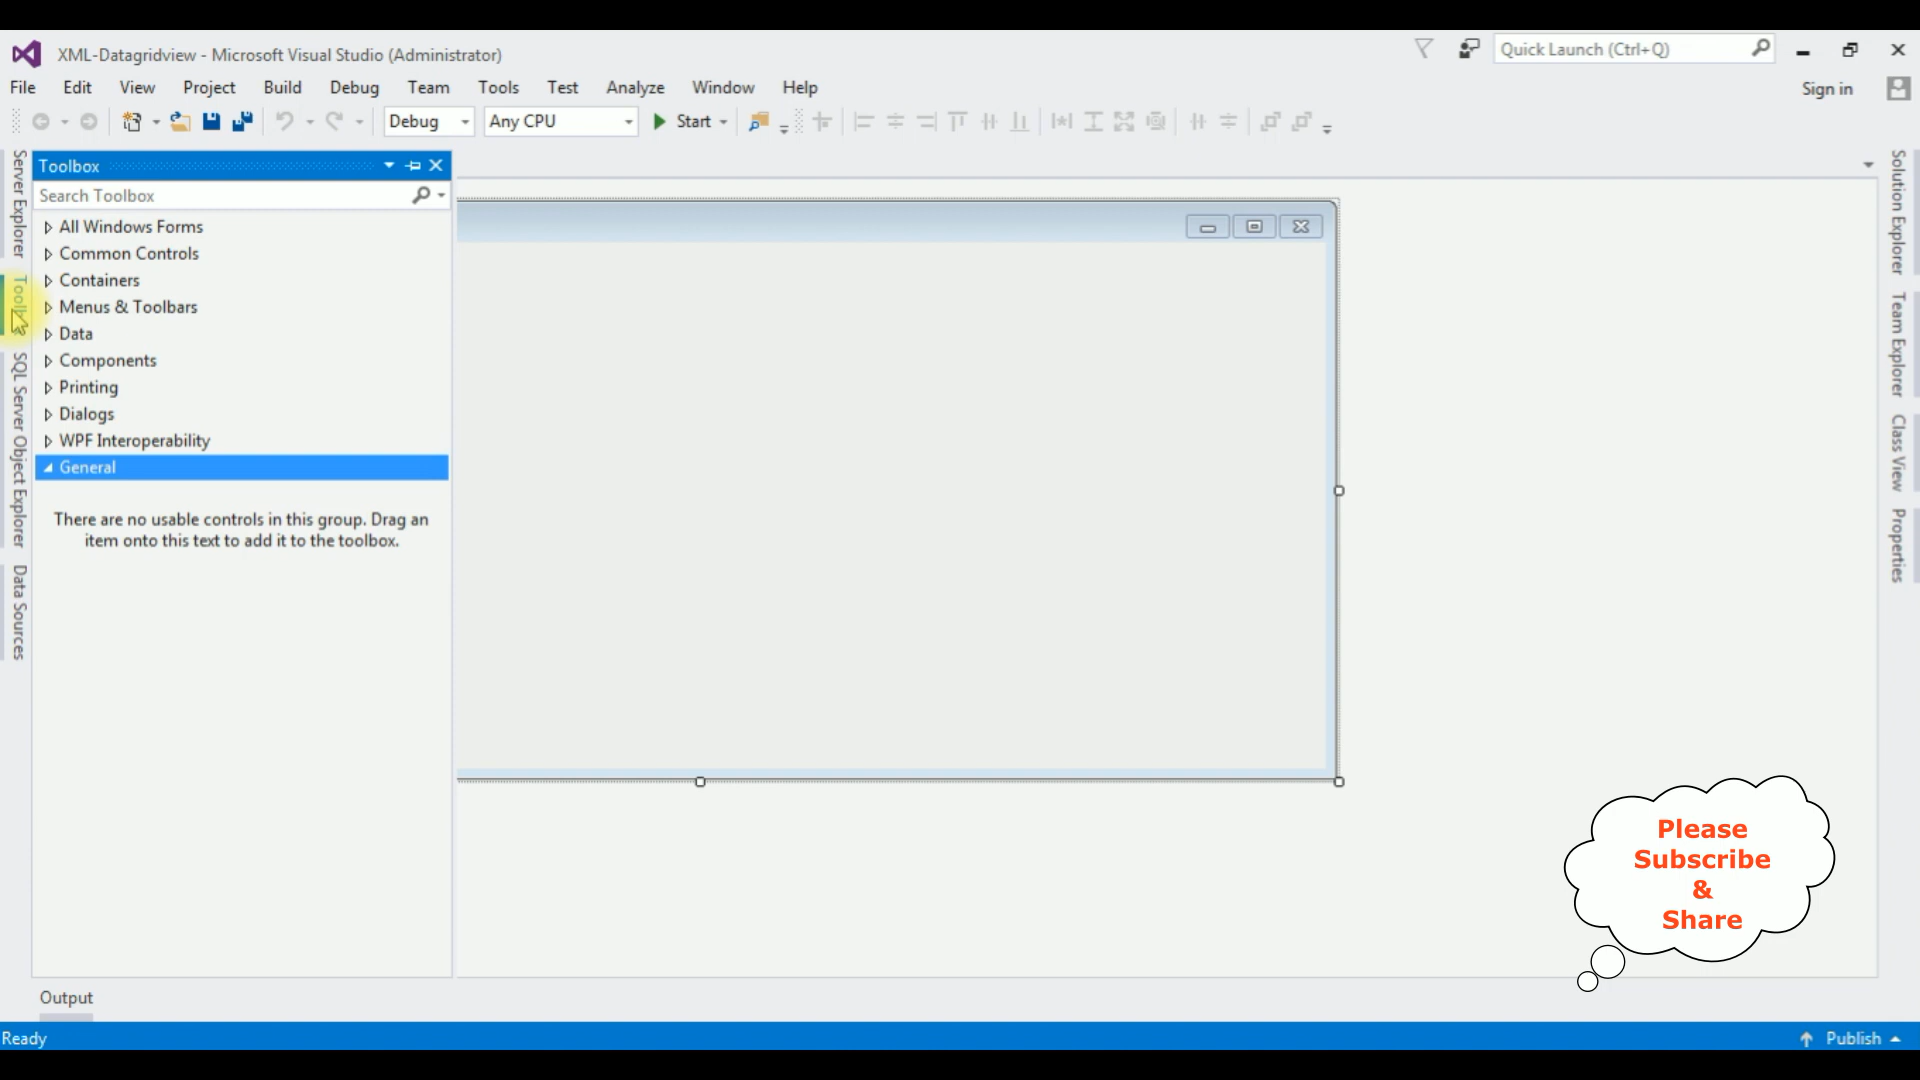 XML-Datagridview - Microsoft Visual Studio (Administrator)
Quick Launch (Ctrl+Q)
File Edit View Project Build Debug Team Tools Test Analyze Window Help
Sign in
Debug Any CPU Start
Server Explorer
SQL Server Object Explorer
Data Sources
Toolbox
Search Toolbox
All Windows Forms
Common Controls
Containers
Menus & Toolbars
Data
Components
Printing
Dialogs
WPF Interoperability
General
There are no usable controls in this group. Drag an
item onto this text to add it to the toolbox.
Solution Explorer
Team Explorer
Class View
Properties
Please
Subscribe
&
Share
Output
Ready
Publish